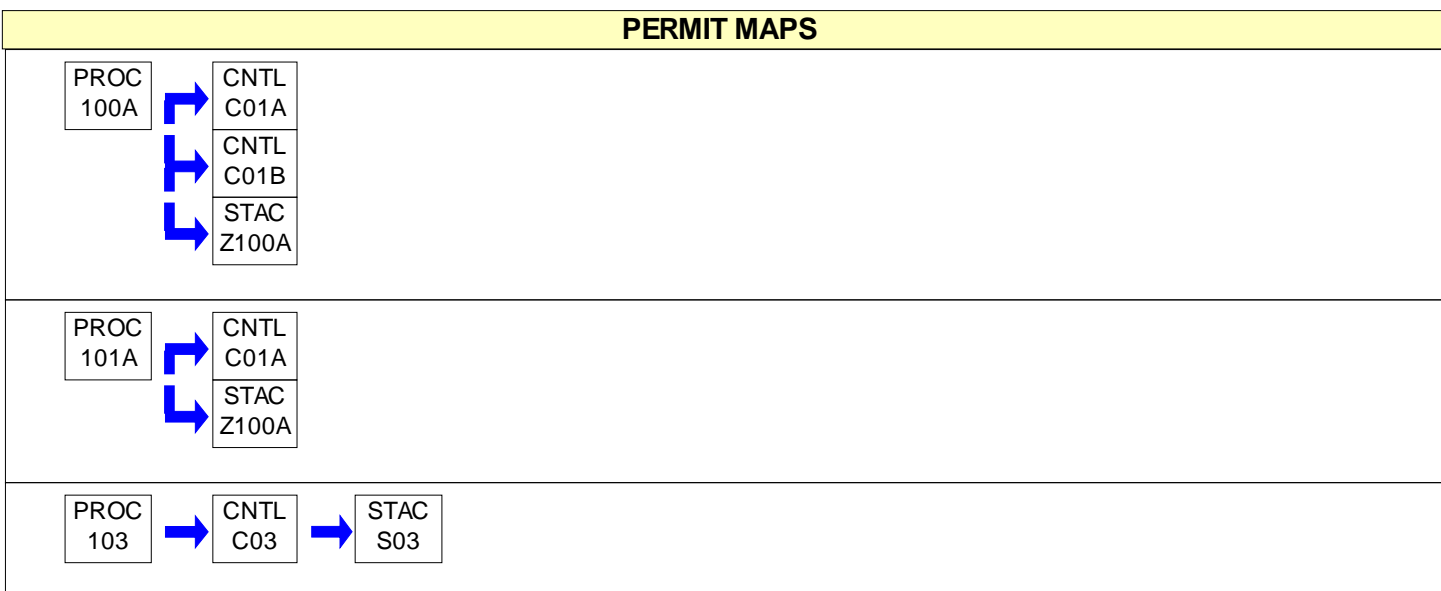 PERMIT MAPS
PROC
100A
CNTL
C01A
CNTL
C01B
STAC
Z100A
PROC
101A
CNTL
C01A
STAC
Z100A
PROC
103
CNTL
C03
STAC
S03